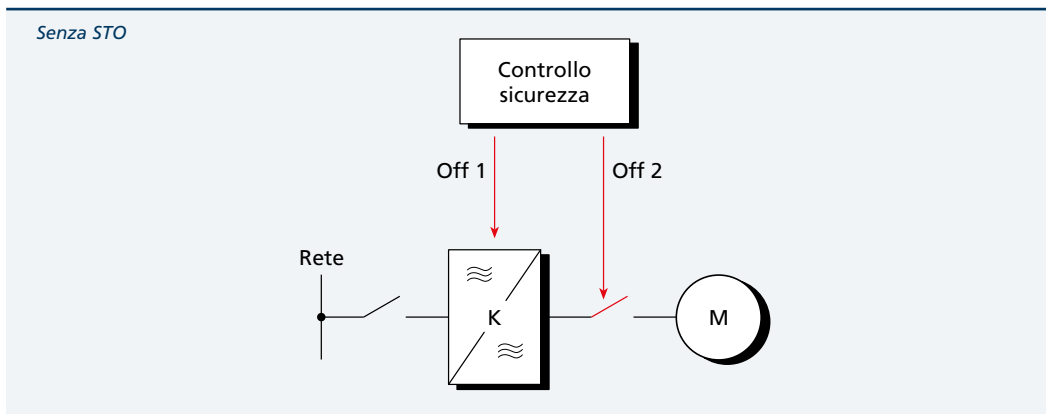 Senza STO
Controllo
sicurezza
Off 1
Off 2
Rete
K
M